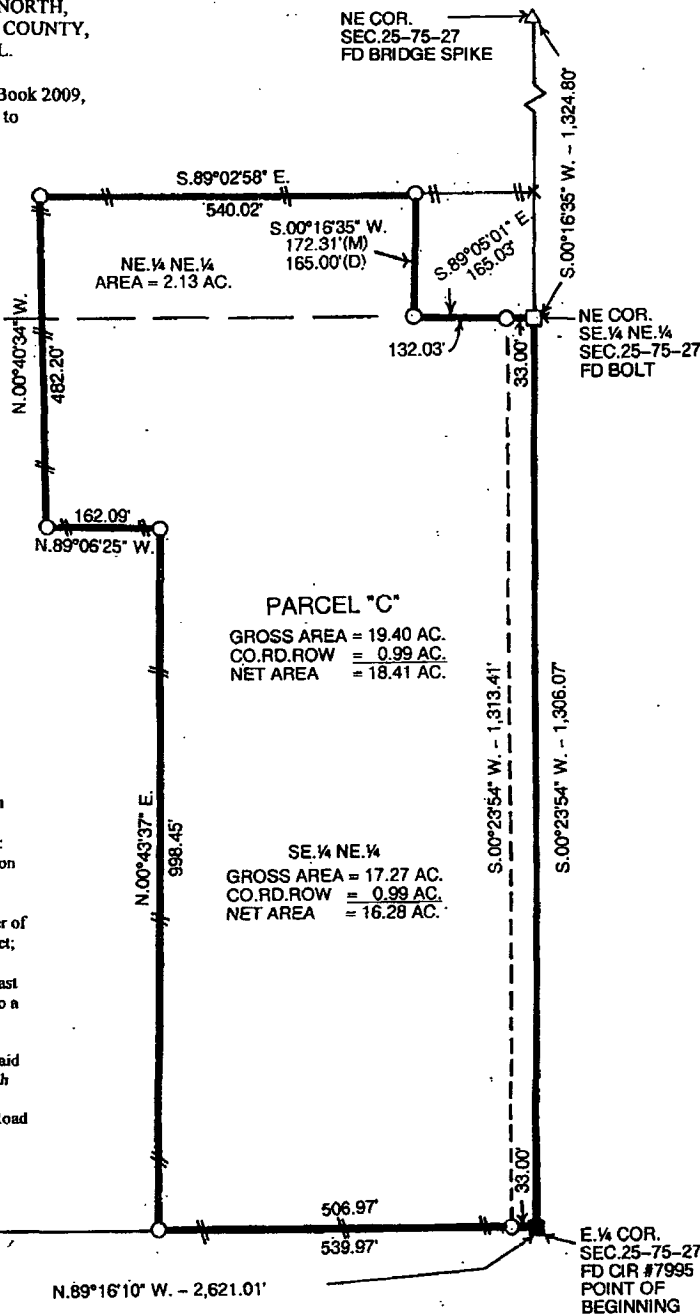 NORTH,
COUNTY,
L.
Book 2009,
to
NE COR.
SEC.25–75–27
FD BRIDGE SPIKE
S.00°16'35" W. – 1,324.80'
S.89°02'58" E.
540.02'
S.00°16'35" W.
172.31'(M)
165.00'(D)
S.89°05'01" E.
165.03'
NE.¼ NE.¼
AREA = 2.13 AC.
N.00°40'34" W.
482.20'
132.03'
33.00'
NE COR.
SE.¼ NE.¼
SEC.25–75–27
FD BOLT
162.09'
N.89°06'25" W.
PARCEL "C"
GROSS AREA = 19.40 AC.
CO.RD.ROW = 0.99 AC.
NET AREA = 18.41 AC.
S.00°23'54" W. – 1,313.41'
S.00°23'54" W. – 1,306.07'
N.00°43'37" E.
998.45'
SE.¼ NE.¼
GROSS AREA = 17.27 AC.
CO.RD.ROW = 0.99 AC.
NET AREA = 16.28 AC.
on
er of
ct;
ast
o a
aid
h
Road
33.00'
506.97'
539.97'
N.89°16'10" W. – 2,621.01'
E.¼ COR.
SEC.25–75–27
FD CIR #7995
POINT OF
BEGINNING